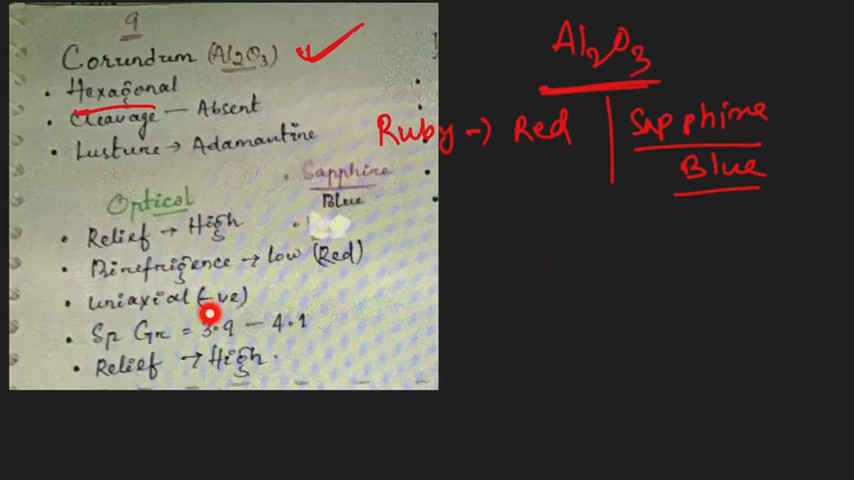 9
Corundum (Al2O3)
• Hexagonal
• Cleavage — Absent
• Lusture → Adamantine
• Sapphire
Blue
Optical
• Relief → High
• Birefrigence → low (Red)
• Uniaxial (-ve)
• Sp Gr = 3.9 - 4.1
• Relief → High.
Al2O3
Ruby -> Red | Sapphire
Blue